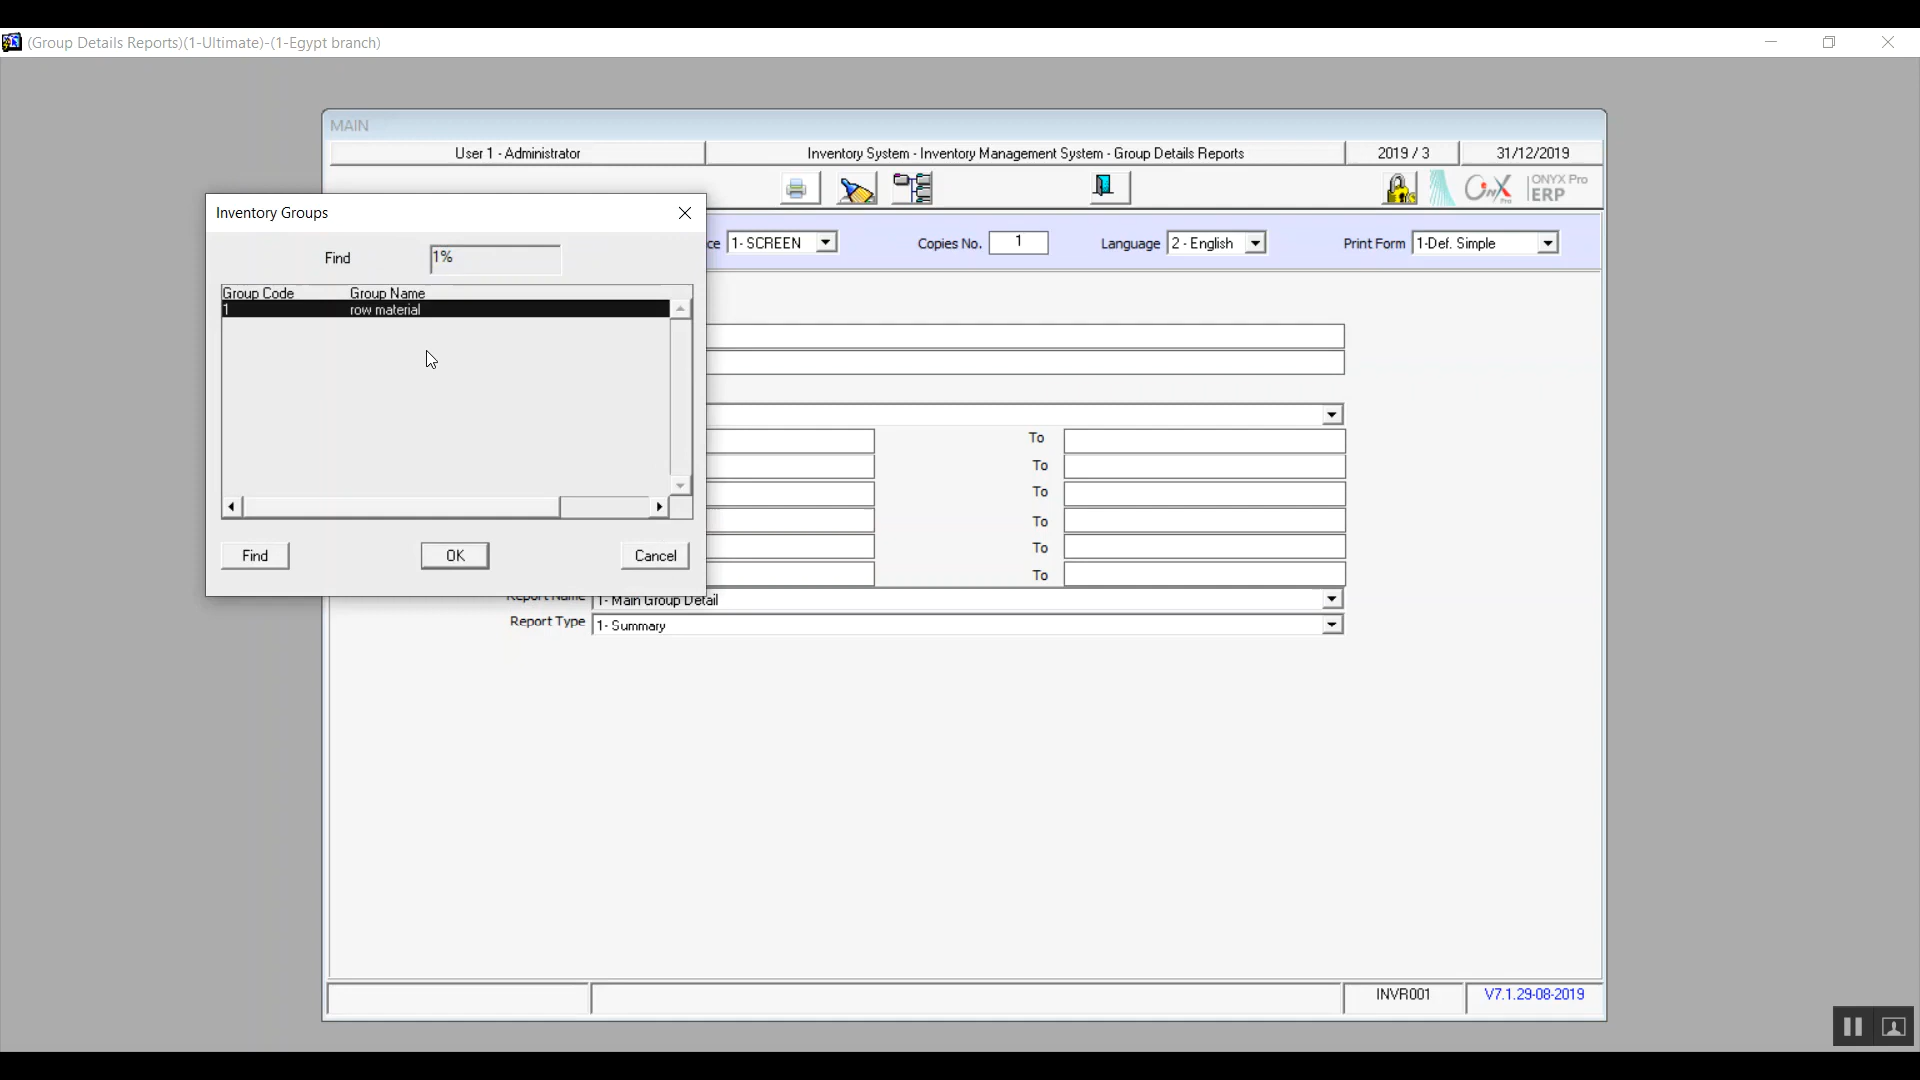 (Group Details Reports)(1-Ultimate)-(1-Egypt branch)
MAIN
User 1 - Administrator
Inventory System - Inventory Management System - Group Details Reports
2019 / 3
31/12/2019
ONYX Pro
ERP
Inventory Groups
ce 1- SCREEN
Copies No. 1
Language 2 - English
Print Form 1-Def. Simple
Find 1%
Group Code Group Name
1 row material
To
To
To
To
To
To
Find OK Cancel
Report Name 1- Main Group Detail
Report Type 1- Summary
INVR001
V7.1.29-08-2019